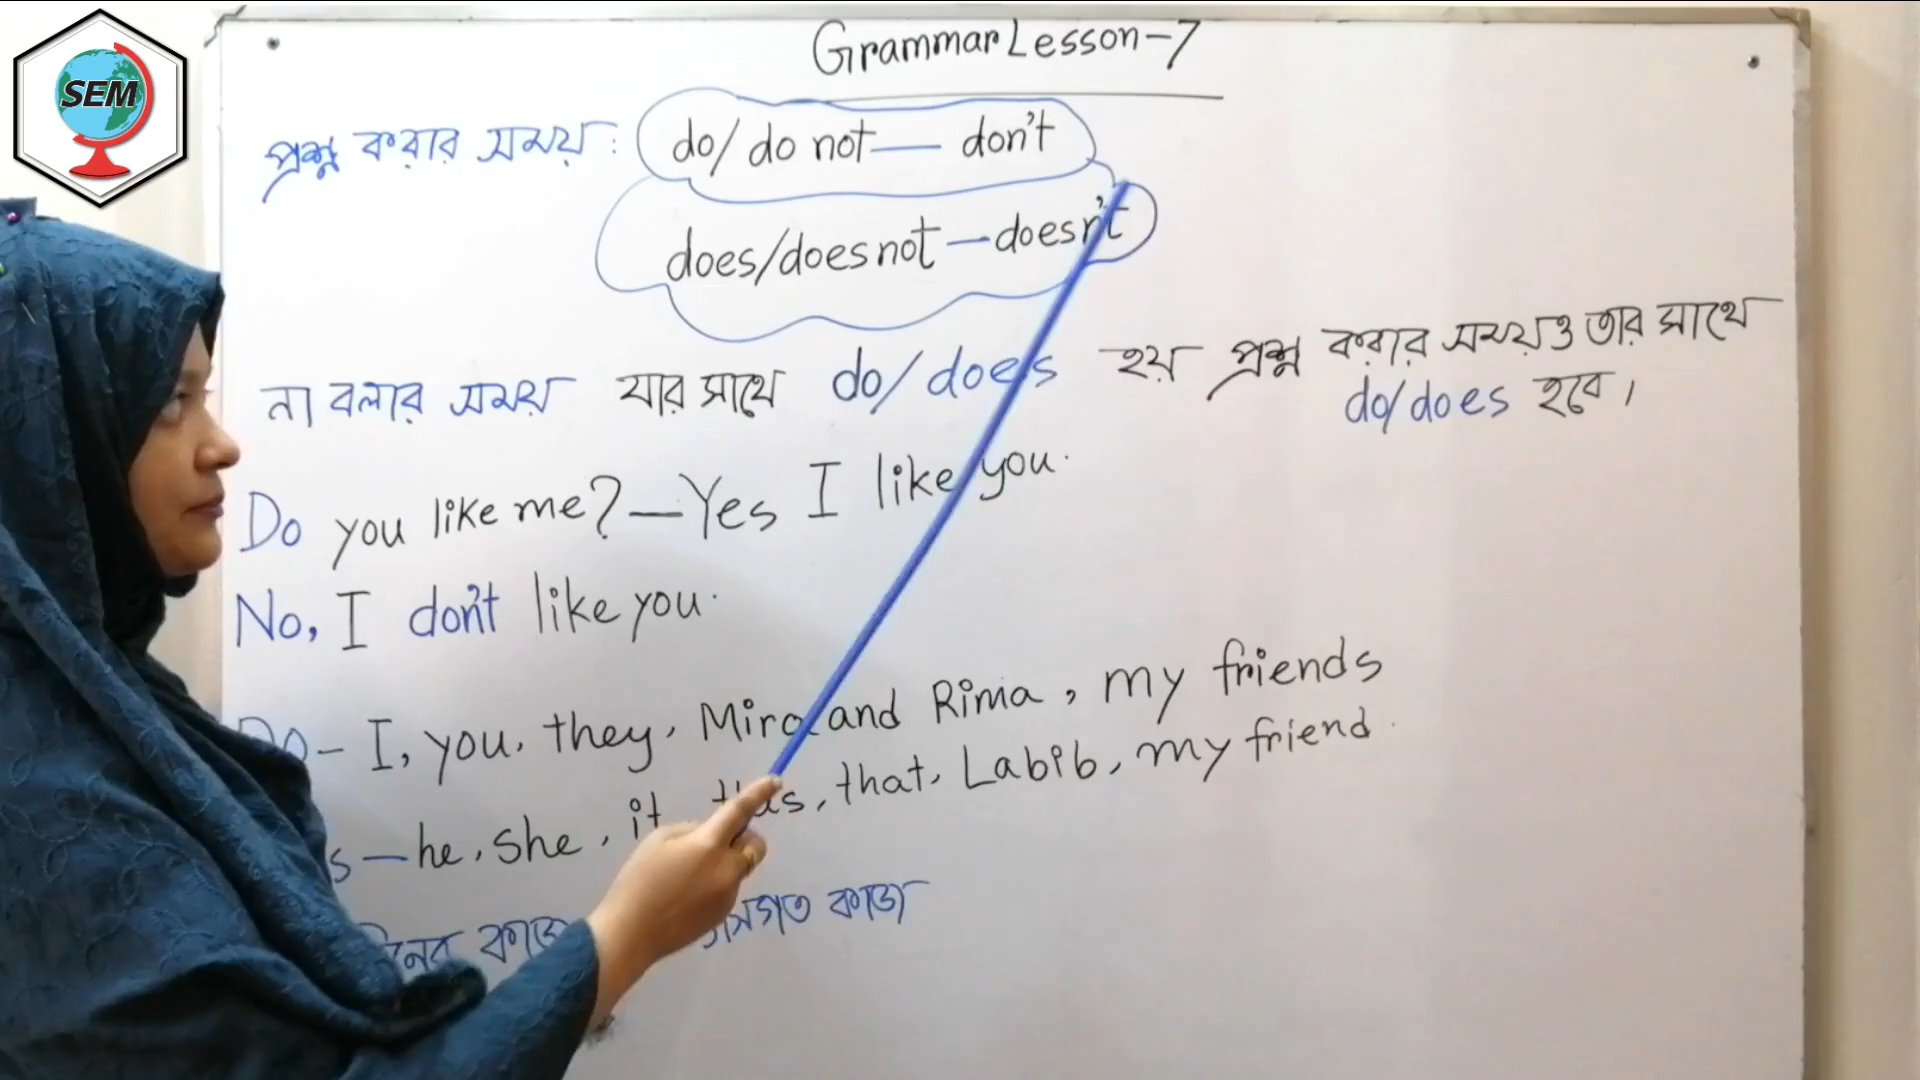 SEM
Grammar Lesson-7
প্রশ্ন করার সময় : do/do not — don't
does/does not — doesn't
না বলার সময় যার সাথে do/does হয় প্রশ্ন করার সময়ও তার সাথে
do/does হবে।
Do you like me? — Yes I like you.
No, I don't like you.
Do - I, you, they, Mira and Rima, my friends
he, she, it, this, that, Labib, my friend.
কাজ কাজ